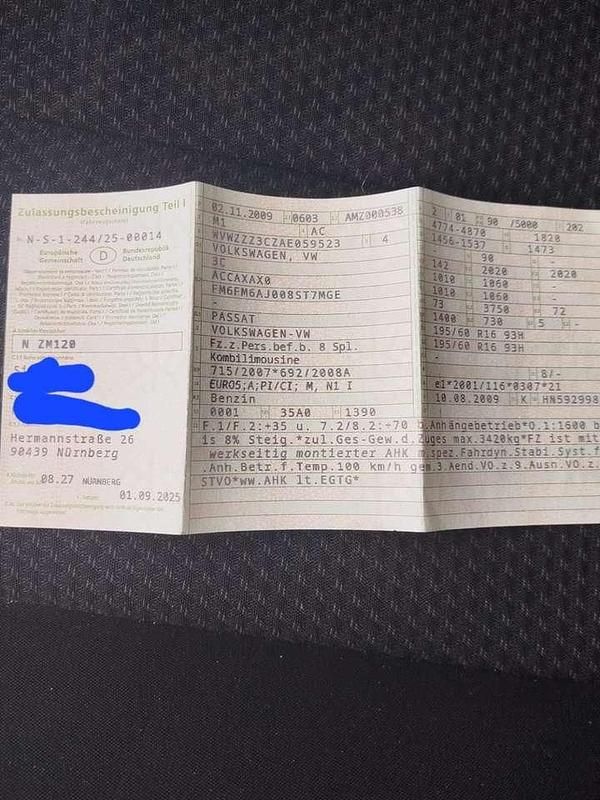 Zulassungsbescheinigung Teil I
(Fahrzeugschein)
Nr. N-S-1-244/25-00014
Europäische Gemeinschaft D Bundesrepublik Deutschland
N ZM120
Hermannstraße 26
90439 NÜrnberg
08.27 NÜRNBERG
01.09.2025
02.11.2009 0603 AMZ000538
M1 AC
WVWZZZ3CZAE059523 4
VOLKSWAGEN, VW
3C
ACCAXAX0
FM6FM6AJ008ST7MGE
-
PASSAT
VOLKSWAGEN-VW
Fz.z.Pers.bef.b. 8 Spl.
Kombilimousine
715/2007*692/2008A
EURO5;A;PI/CI; M, N1 I
Benzin
0001 35A0 1390
2 01 90 /5000 202
4774-4870 1820
1456-1537 1473
90 -
142 2020 2020
1010 1060 -
1010 1060 -
73 3750 72
1400 730 5 -
195/60 R16 93H
195/60 R16 93H
-
8/-
e1*2001/116*0307*21
10.08.2009 K HN592998
F.1/F.2:+35 u. 7.2/8.2:+70 b.Anhängebetrieb*O.1:1600 b
is 8% Steig.*zul.Ges-Gew.d.Zuges max.3420kg*FZ ist mit
werkseitig montierter AHK m.spez.Fahrdyn.Stabi.Syst.f
.Anh.Betr.f.Temp.100 km/h gem.3.Aend.VO.z.9.Ausn.VO.z.
STVO*ww.AHK lt.EGTG*